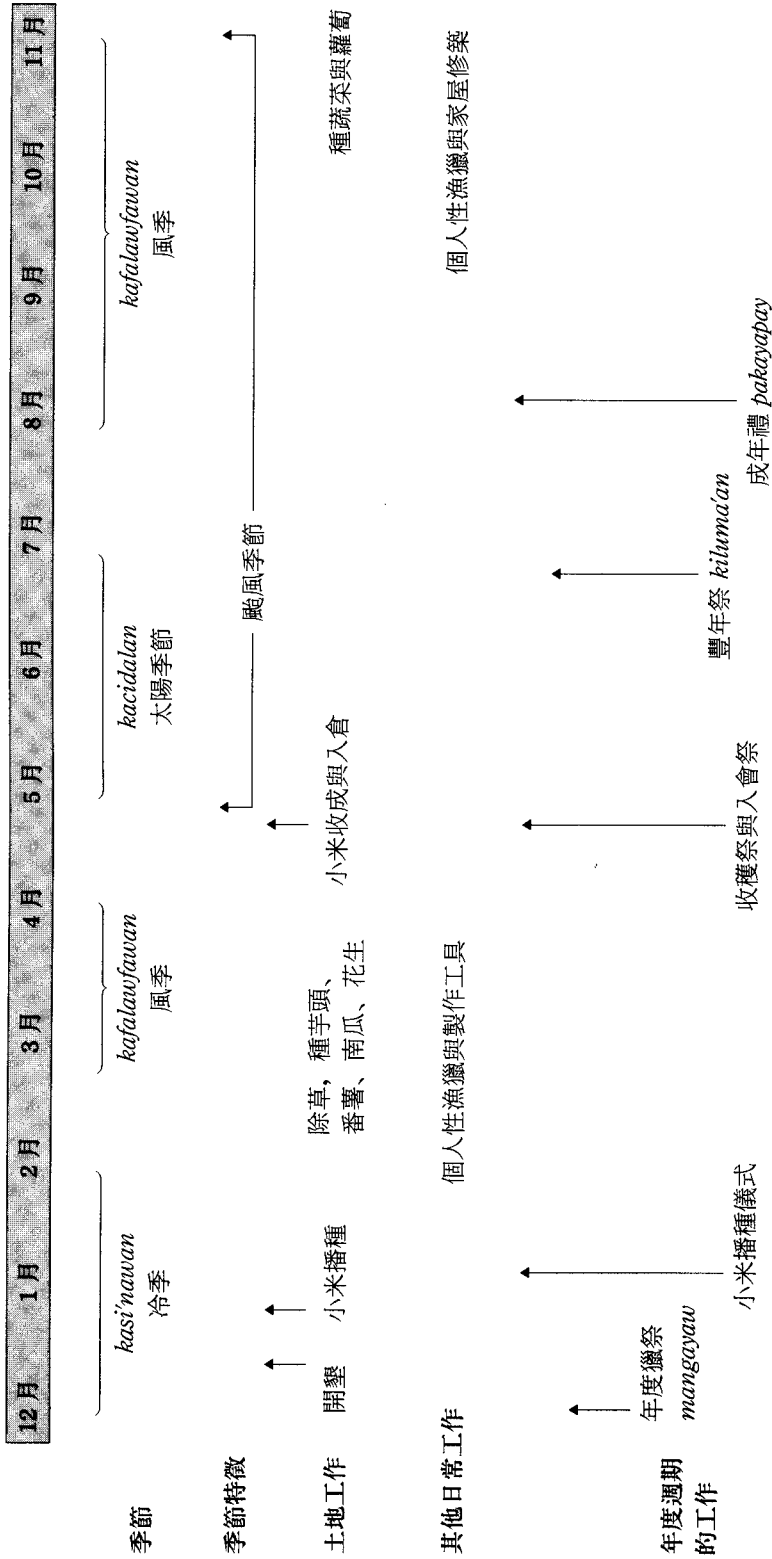 12月 1月 2月 3月 4月 5月 6月 7月 8月 9月 10月 11月
季節
kasi'nawan
冷季
kafalawfawan
風季
kacidalan
太陽季節
kafalawfawan
風季
季節特徵
颱風季節
土地工作
開墾
小米播種
除草，種芋頭、
番薯、南瓜、花生
小米收成與入倉
種蔬菜與蘿蔔
其他日常工作
個人性漁獵與製作工具
個人性漁獵與家屋修築
年度週期
的工作
年度獵祭
mangayaw
小米播種儀式
收穫祭與入會祭
豐年祭 kiluma'an
成年禮 pakayapay